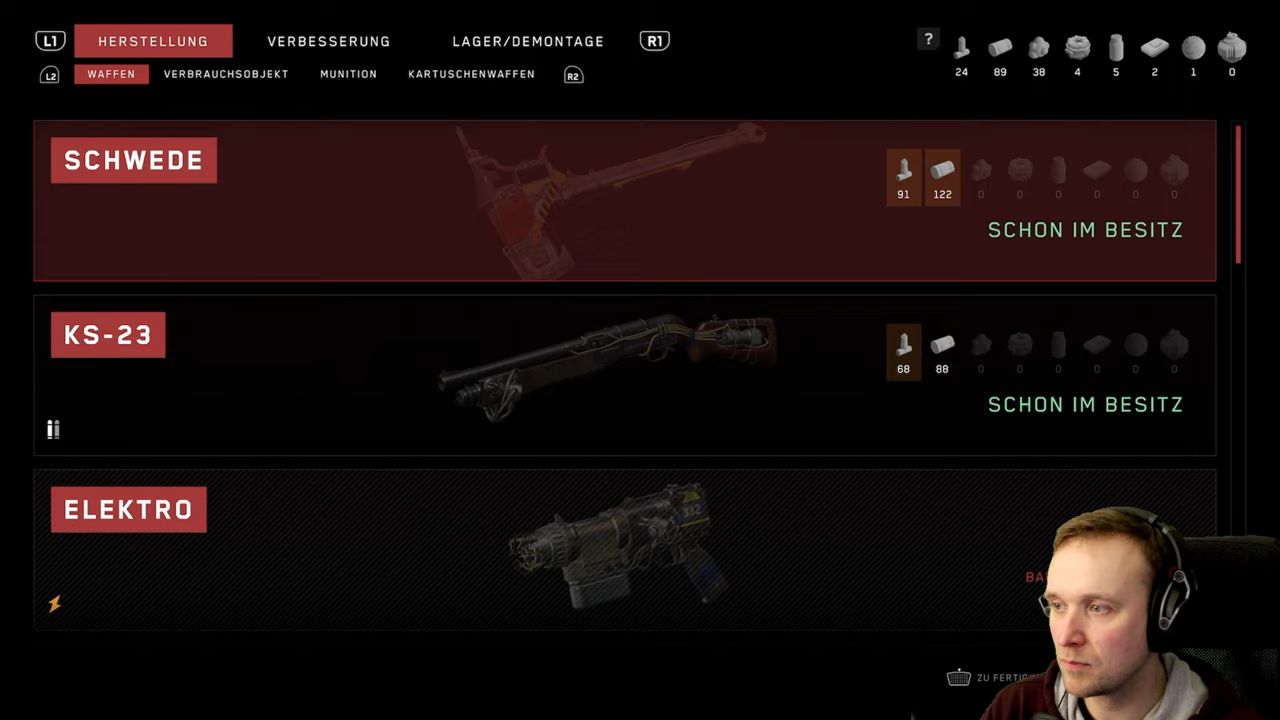 L1 HERSTELLUNG VERBESSERUNG LAGER/DEMONTAGE R1 ?
L2 WAFFEN VERBRAUCHSOBJEKT MUNITION KARTUSCHENWAFFEN R2
24 89 38 4 5 2 1 0
SCHWEDE
91 122 0 0 0 0 0 0
SCHON IM BESITZ
KS-23
68 88 0 0 0 0 0 0
SCHON IM BESITZ
ELEKTRO
332